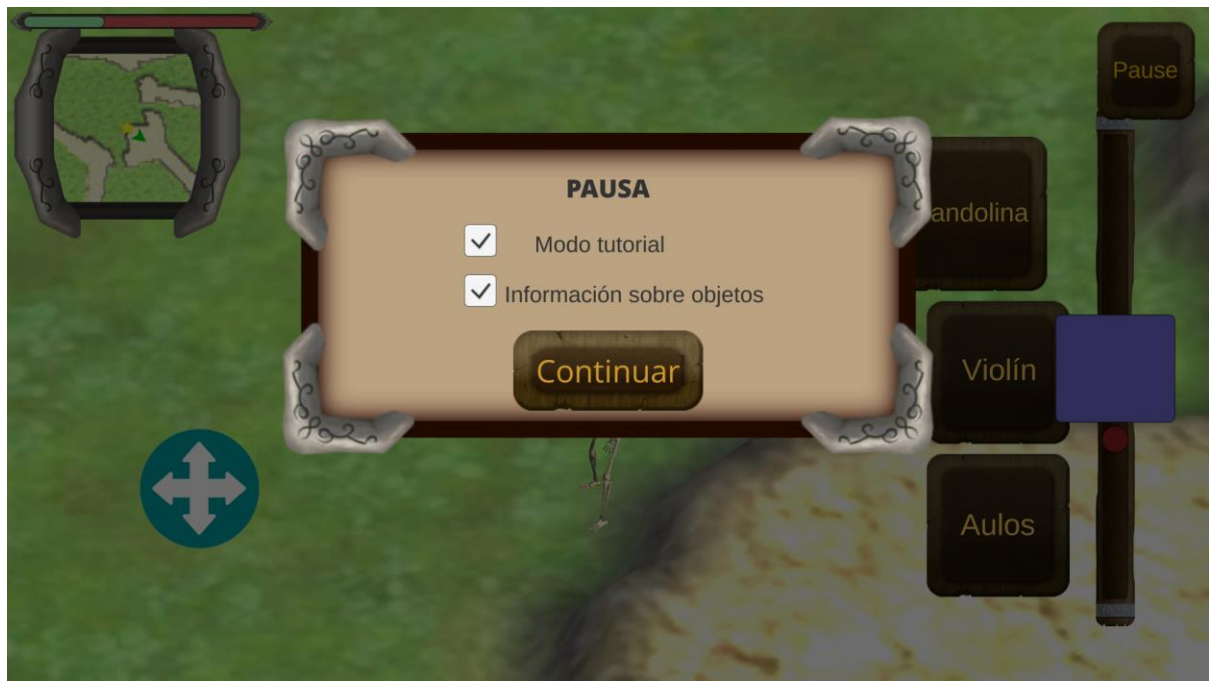 Pause
PAUSA
andolina
Modo tutorial
Información sobre objetos
Violín
Continuar
Aulos